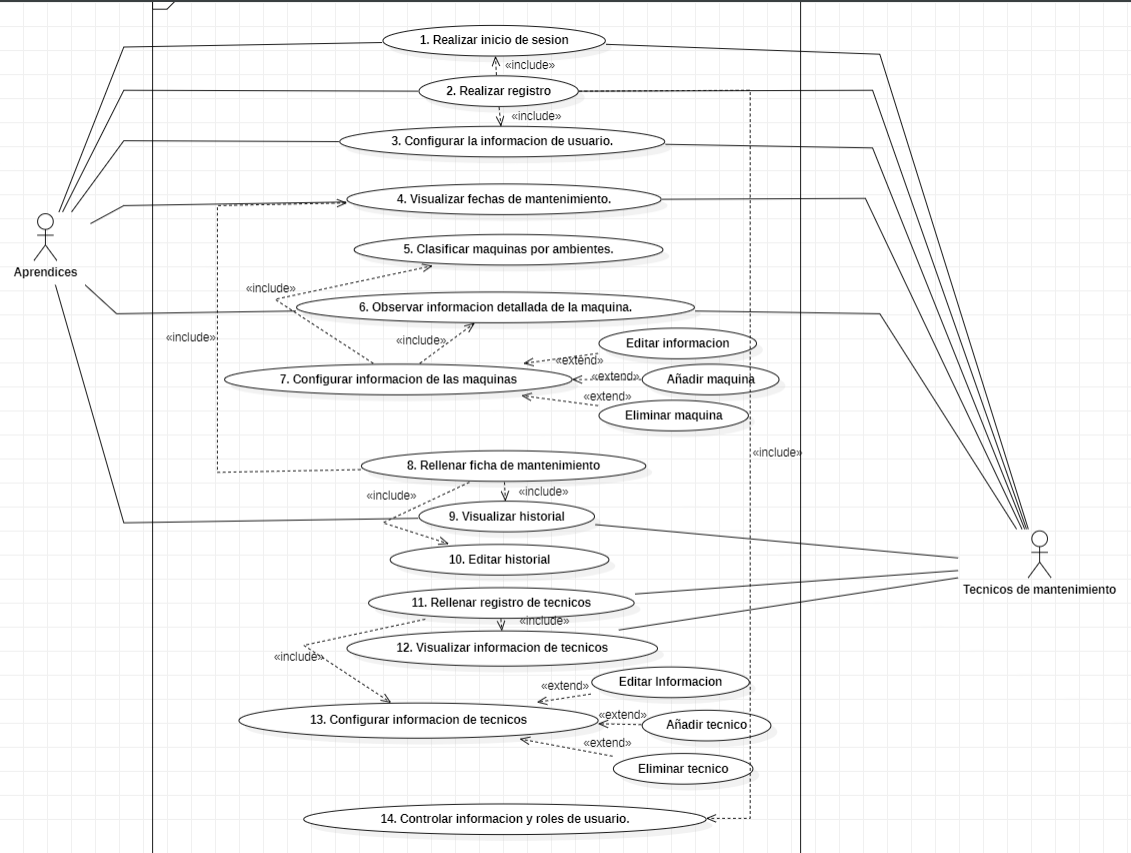 1. Realizar inicio de sesion
«include»
2. Realizar registro
«include»
3. Configurar la informacion de usuario.
4. Visualizar fechas de mantenimiento.
5. Clasificar maquinas por ambientes.
Aprendices
«include»
6. Observar informacion detallada de la maquina.
«include»
«include»
Editar informacion
«extend»
7. Configurar informacion de las maquinas
«extend»
Añadir maquina
«extend»
Eliminar maquina
«include»
8. Rellenar ficha de mantenimiento
«include»
«include»
9. Visualizar historial
10. Editar historial
Tecnicos de mantenimiento
11. Rellenar registro de tecnicos
«include»
12. Visualizar informacion de tecnicos
«include»
Editar Informacion
«extend»
13. Configurar informacion de tecnicos
«extend»
Añadir tecnico
«extend»
Eliminar tecnico
14. Controlar informacion y roles de usuario.